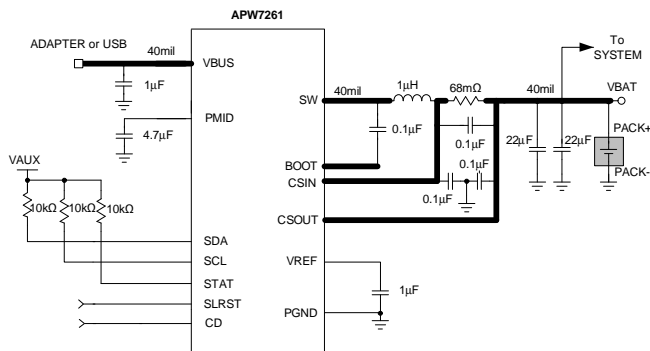 APW7261
ADAPTER or USB
40mil
VBUS
1μF
PMID
4.7μF
VAUX
10kΩ
10kΩ
10kΩ
SDA
SCL
STAT
SLRST
CD
SW
40mil
1μH
68mΩ
40mil
To
SYSTEM
VBAT
0.1μF
0.1μF
22μF
22μF
PACK+
PACK-
BOOT
CSIN
0.1μF
0.1μF
CSOUT
VREF
1μF
PGND